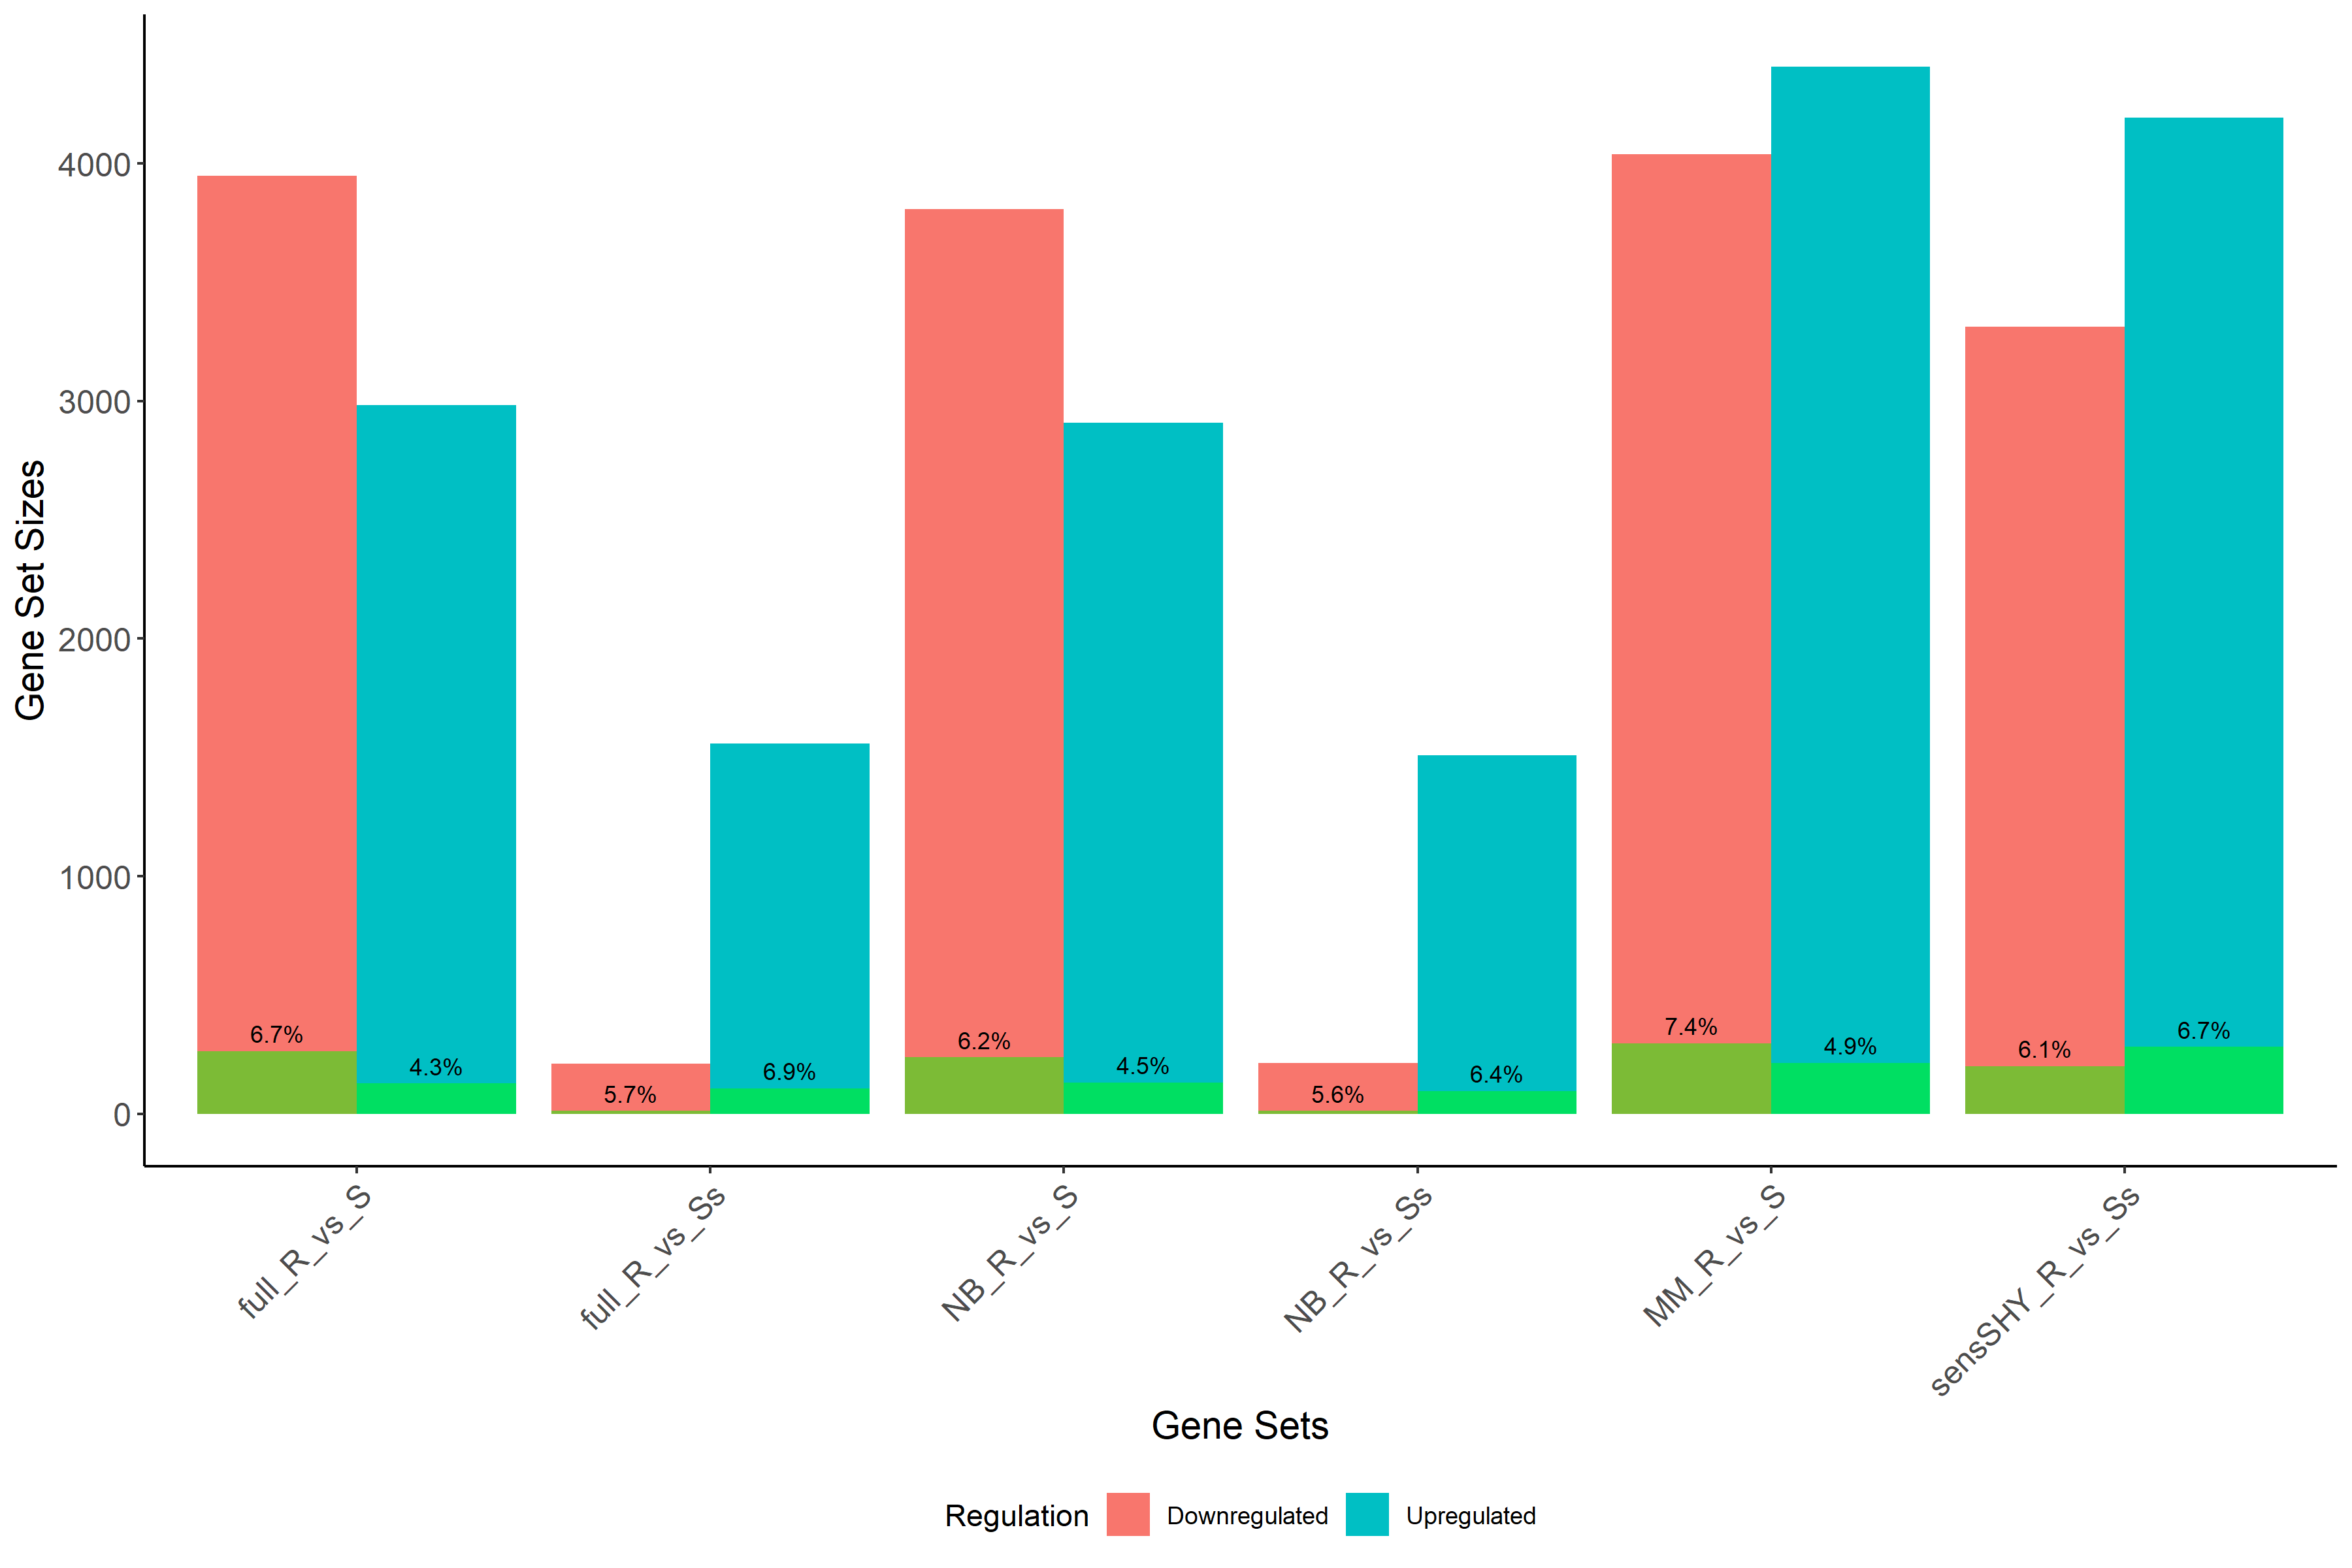 Gene Set Sizes
4000
3000
2000
1000
0
6.7%
4.3%
5.7%
6.9%
6.2%
4.5%
5.6%
6.4%
7.4%
4.9%
6.1%
6.7%
full_R_vs_S
full_R_vs_Ss
NB_R_vs_S
NB_R_vs_Ss
MM_R_vs_S
sensSHY_R_vs_Ss
Gene Sets
Regulation Downregulated Upregulated